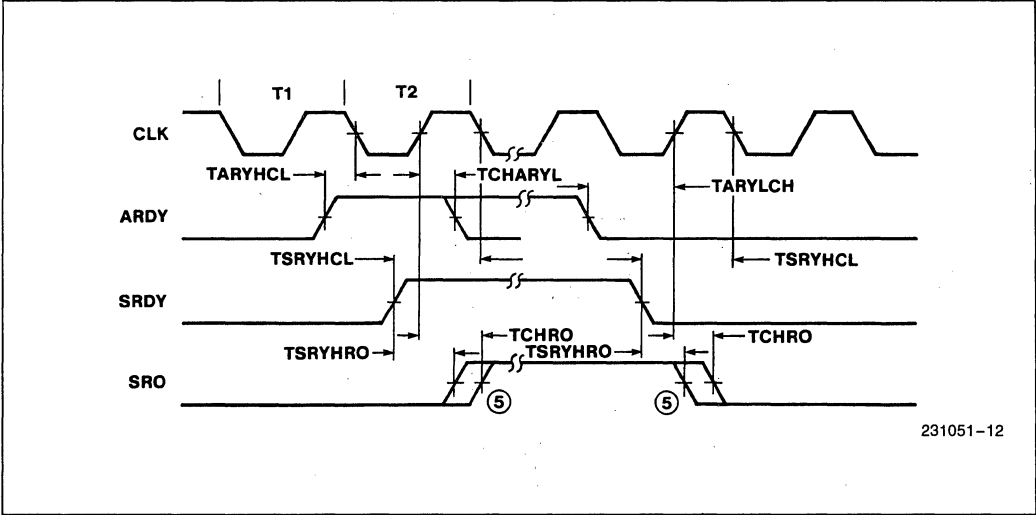 T1 T2
CLK
TARYHCL TCHARYL TARYLCH
ARDY
TSRYHCL TSRYHCL
SRDY
TCHRO TCHRO
TSRYHRO TSRYHRO
SRO
5 5
231051-12